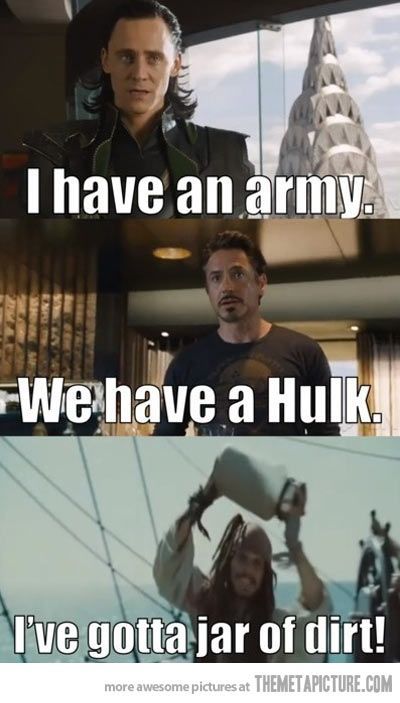 I have an army.
We have a Hulk.
I've gotta jar of dirt!
more awesome pictures at THEMETAPICTURE.COM